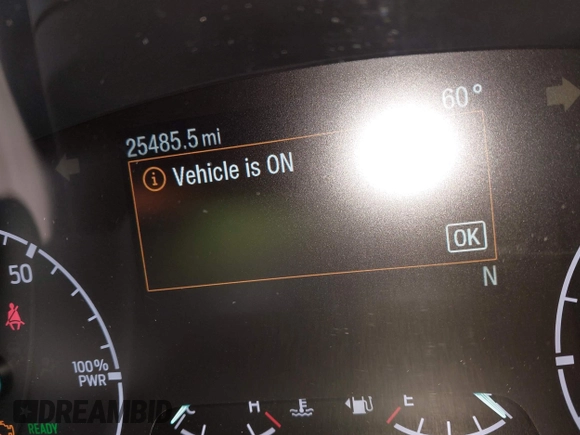 60°
25485.5 mi
Vehicle is ON
OK
N
50
100%
PWR
H
E
DREAMBID
READY